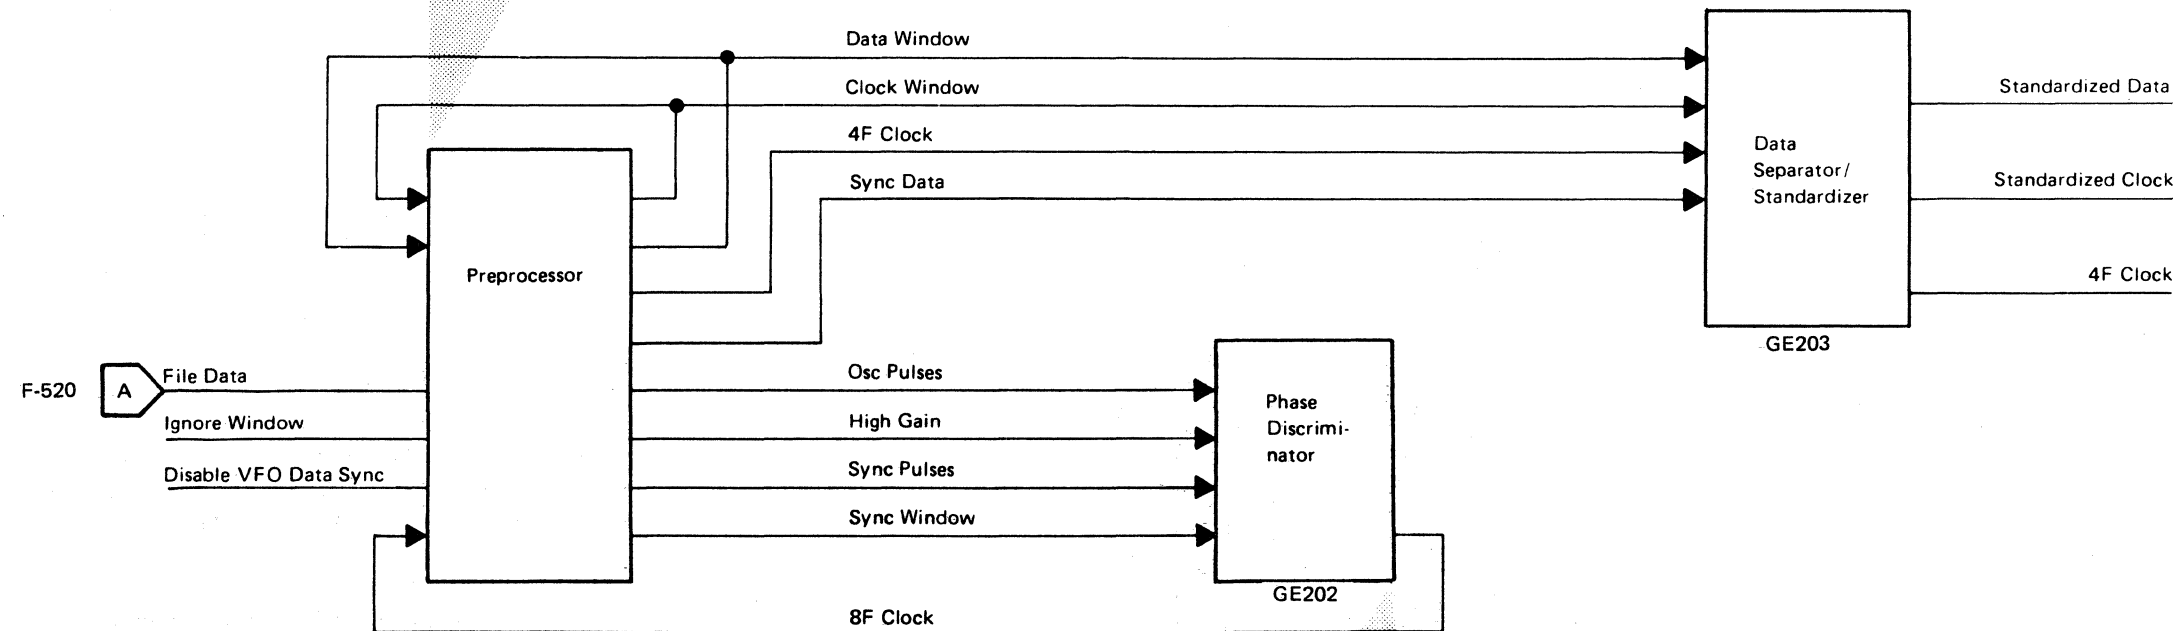 Data Window
Clock Window
4F Clock
Sync Data
Data
Separator/
Standardizer
GE203
Standardized Data
Standardized Clock
4F Clock
Preprocessor
F-520
A
File Data
Ignore Window
Disable VFO Data Sync
Osc Pulses
High Gain
Sync Pulses
Sync Window
Phase
Discrimi-
nator
GE202
8F Clock